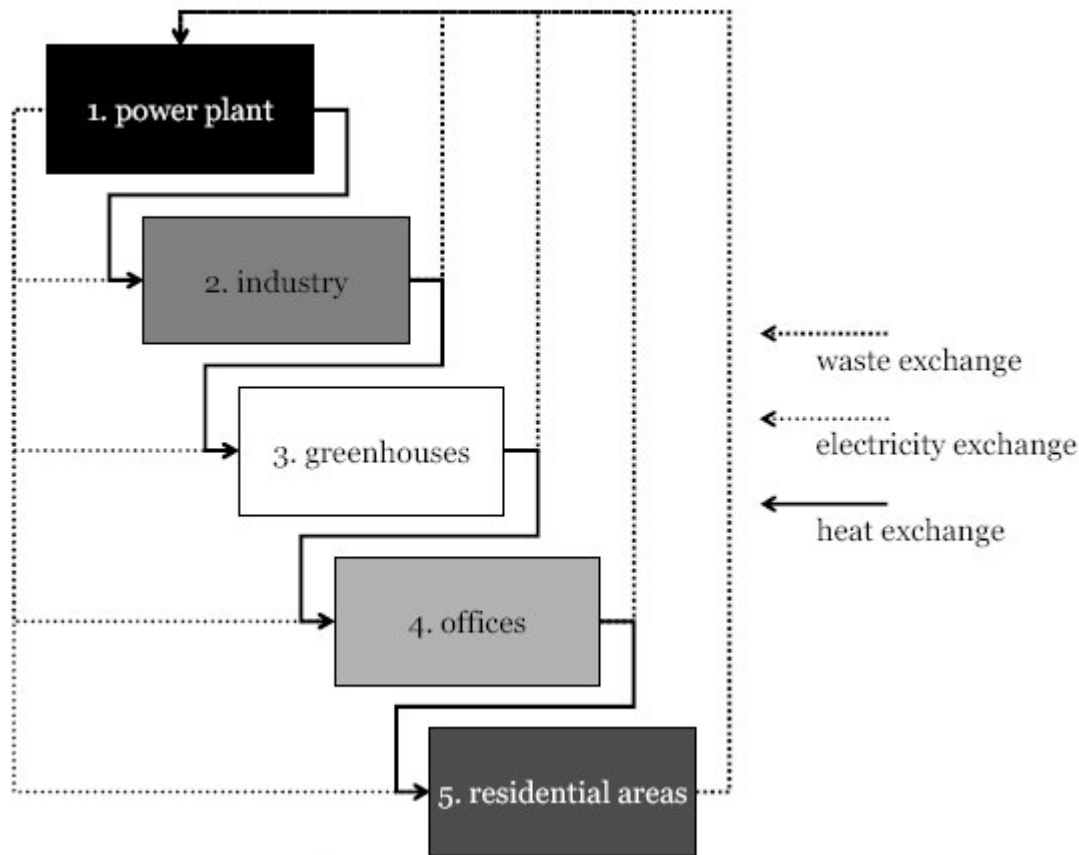 1. power plant
2. industry
3. greenhouses
4. offices
5. residential areas
waste exchange
electricity exchange
heat exchange